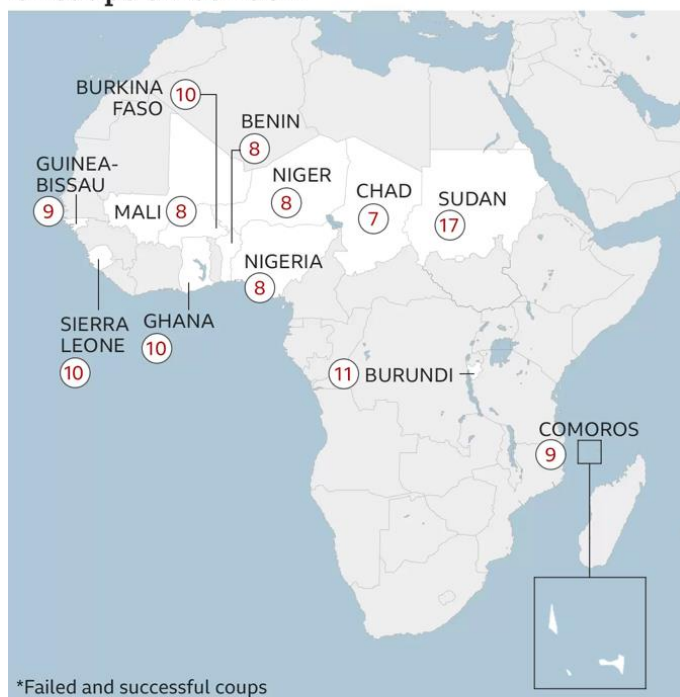 BURKINA
FASO
10
BENIN
8
GUINEA-
BISSAU
9
MALI
8
NIGER
8
CHAD
7
SUDAN
17
NIGERIA
8
SIERRA
LEONE
10
GHANA
10
11
BURUNDI
COMOROS
9
*Failed and successful coups